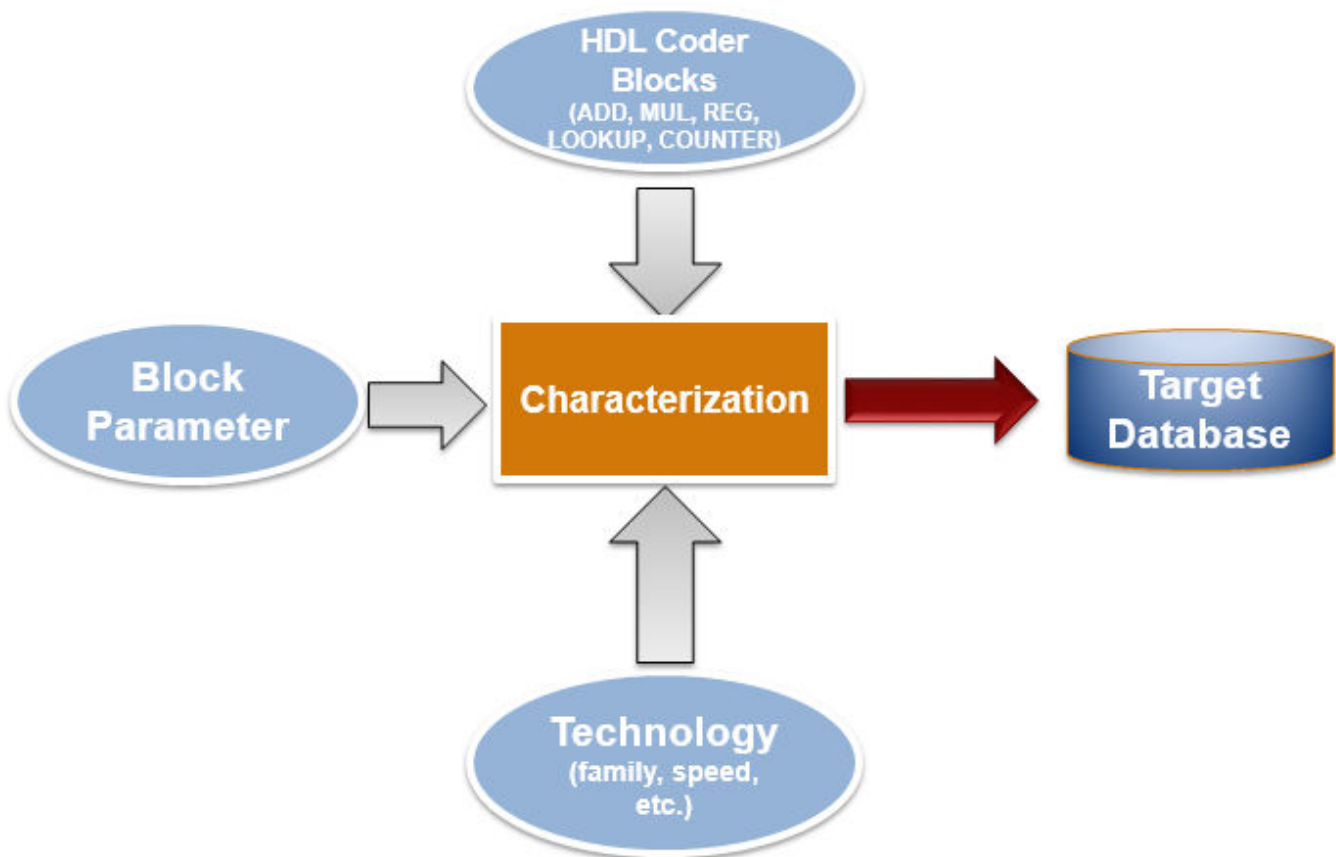 HDL Coder
Blocks
(ADD, MUL, REG,
LOOKUP, COUNTER)
Block
Parameter
Characterization
Target
Database
Technology
(family, speed,
etc.)